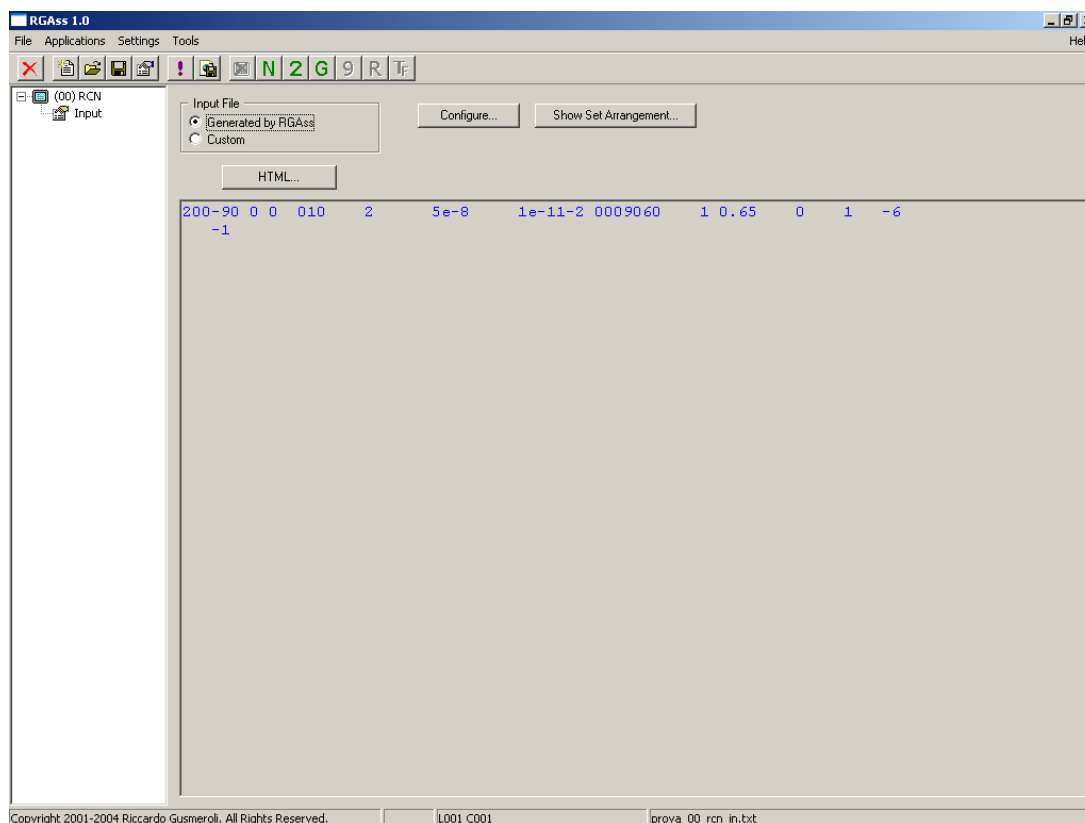 RGAss 1.0
File Applications Settings Tools Hel
N 2 G 9 R TF
(00) RCN
Input
Input File
Generated by RGAss
Custom
Configure... Show Set Arrangement...
HTML...
200-90 0 0 010 2 5e-8 1e-11-2 0009060 1 0.65 0 1 -6
-1
Copyright 2001-2004 Riccardo Gusmeroli. All Rights Reserved. L001 C001 prova_00_rcn_in.txt